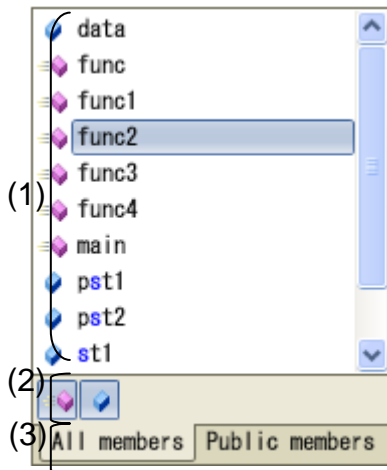 data
func
func1
func2
func3
(1) func4
main
pst1
pst2
st1
(2)
(3) All members Public members